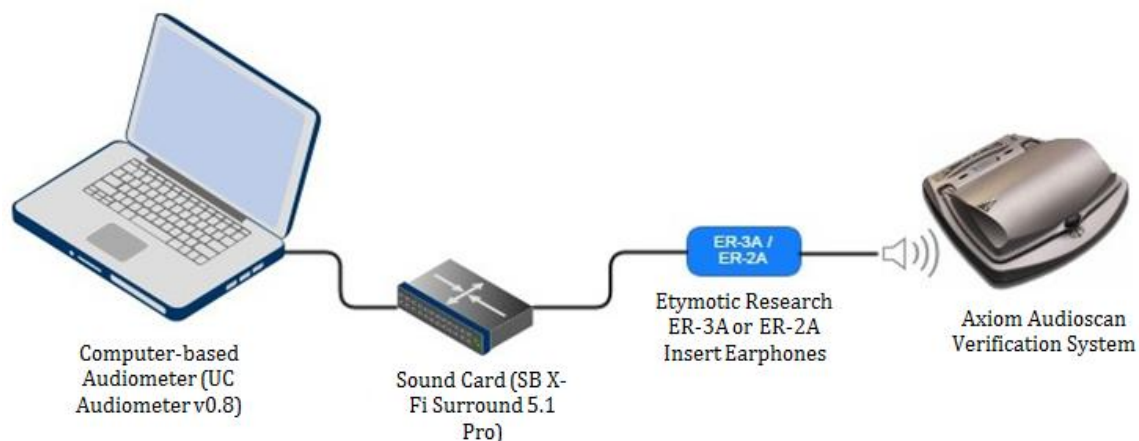 ER-3A /
ER-2A
Etymotic Research
ER-3A or ER-2A
Insert Earphones
Axiom Audioscan
Verification System
Computer-based
Audiometer (UC
Audiometer v0.8)
Sound Card (SB X-
Fi Surround 5.1
Pro)